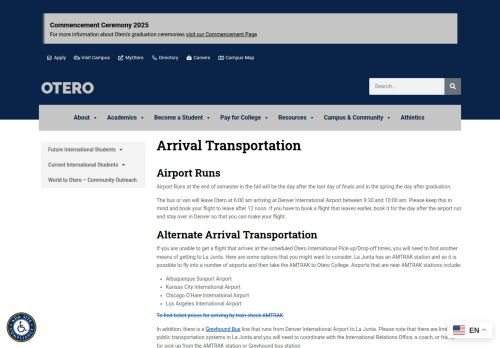 Commencement Ceremony 2025
For more information about Otero's graduation ceremonies visit our Commencement Page
Apply Visit Campus MyOtero Directory Careers Campus Map
OTERO
Search...
About Academics Become a Student Pay for College Resources Campus & Community Athletics
Future International Students
Current International Students
World to Otero – Community Outreach
Arrival Transportation
Airport Runs
Airport Runs at the end of semester in the fall will be the day after the last day of finals and in the spring the day after graduation.
The bus or van will leave Otero at 6:00 am arriving at Denver International Airport between 9:30 and 10:00 am. Please keep this in
mind and book your flight to leave after 12 noon. If you have to book a flight that leaves earlier, book it for the day after the airport run
and stay over in Denver so that you can make your flight.
Alternate Arrival Transportation
If you are unable to get a flight that arrives at the scheduled Otero International Pick-up/Drop-off times, you will need to find another
means of getting to La Junta. Here are some options that you might want to consider. La Junta has an AMTRAK station and so it is
possible to fly into a number of airports and then take the AMTRAK to Otero College. Airports that are near AMTRAK stations include:
Albuquerque Sunport Airport
Kansas City International Airport
Chicago O'Hare International Airport
Los Angeles International Airport
To find ticket prices for arriving by train check AMTRAK
In addition, there is a Greyhound Bus line that runs from Denver International Airport to La Junta. Please note that there are limited
public transportation systems in La Junta and you will need to coordinate with the International Relations Office, a coach, or friends
for pick up from the AMTRAK station or Greyhound bus station.
EN